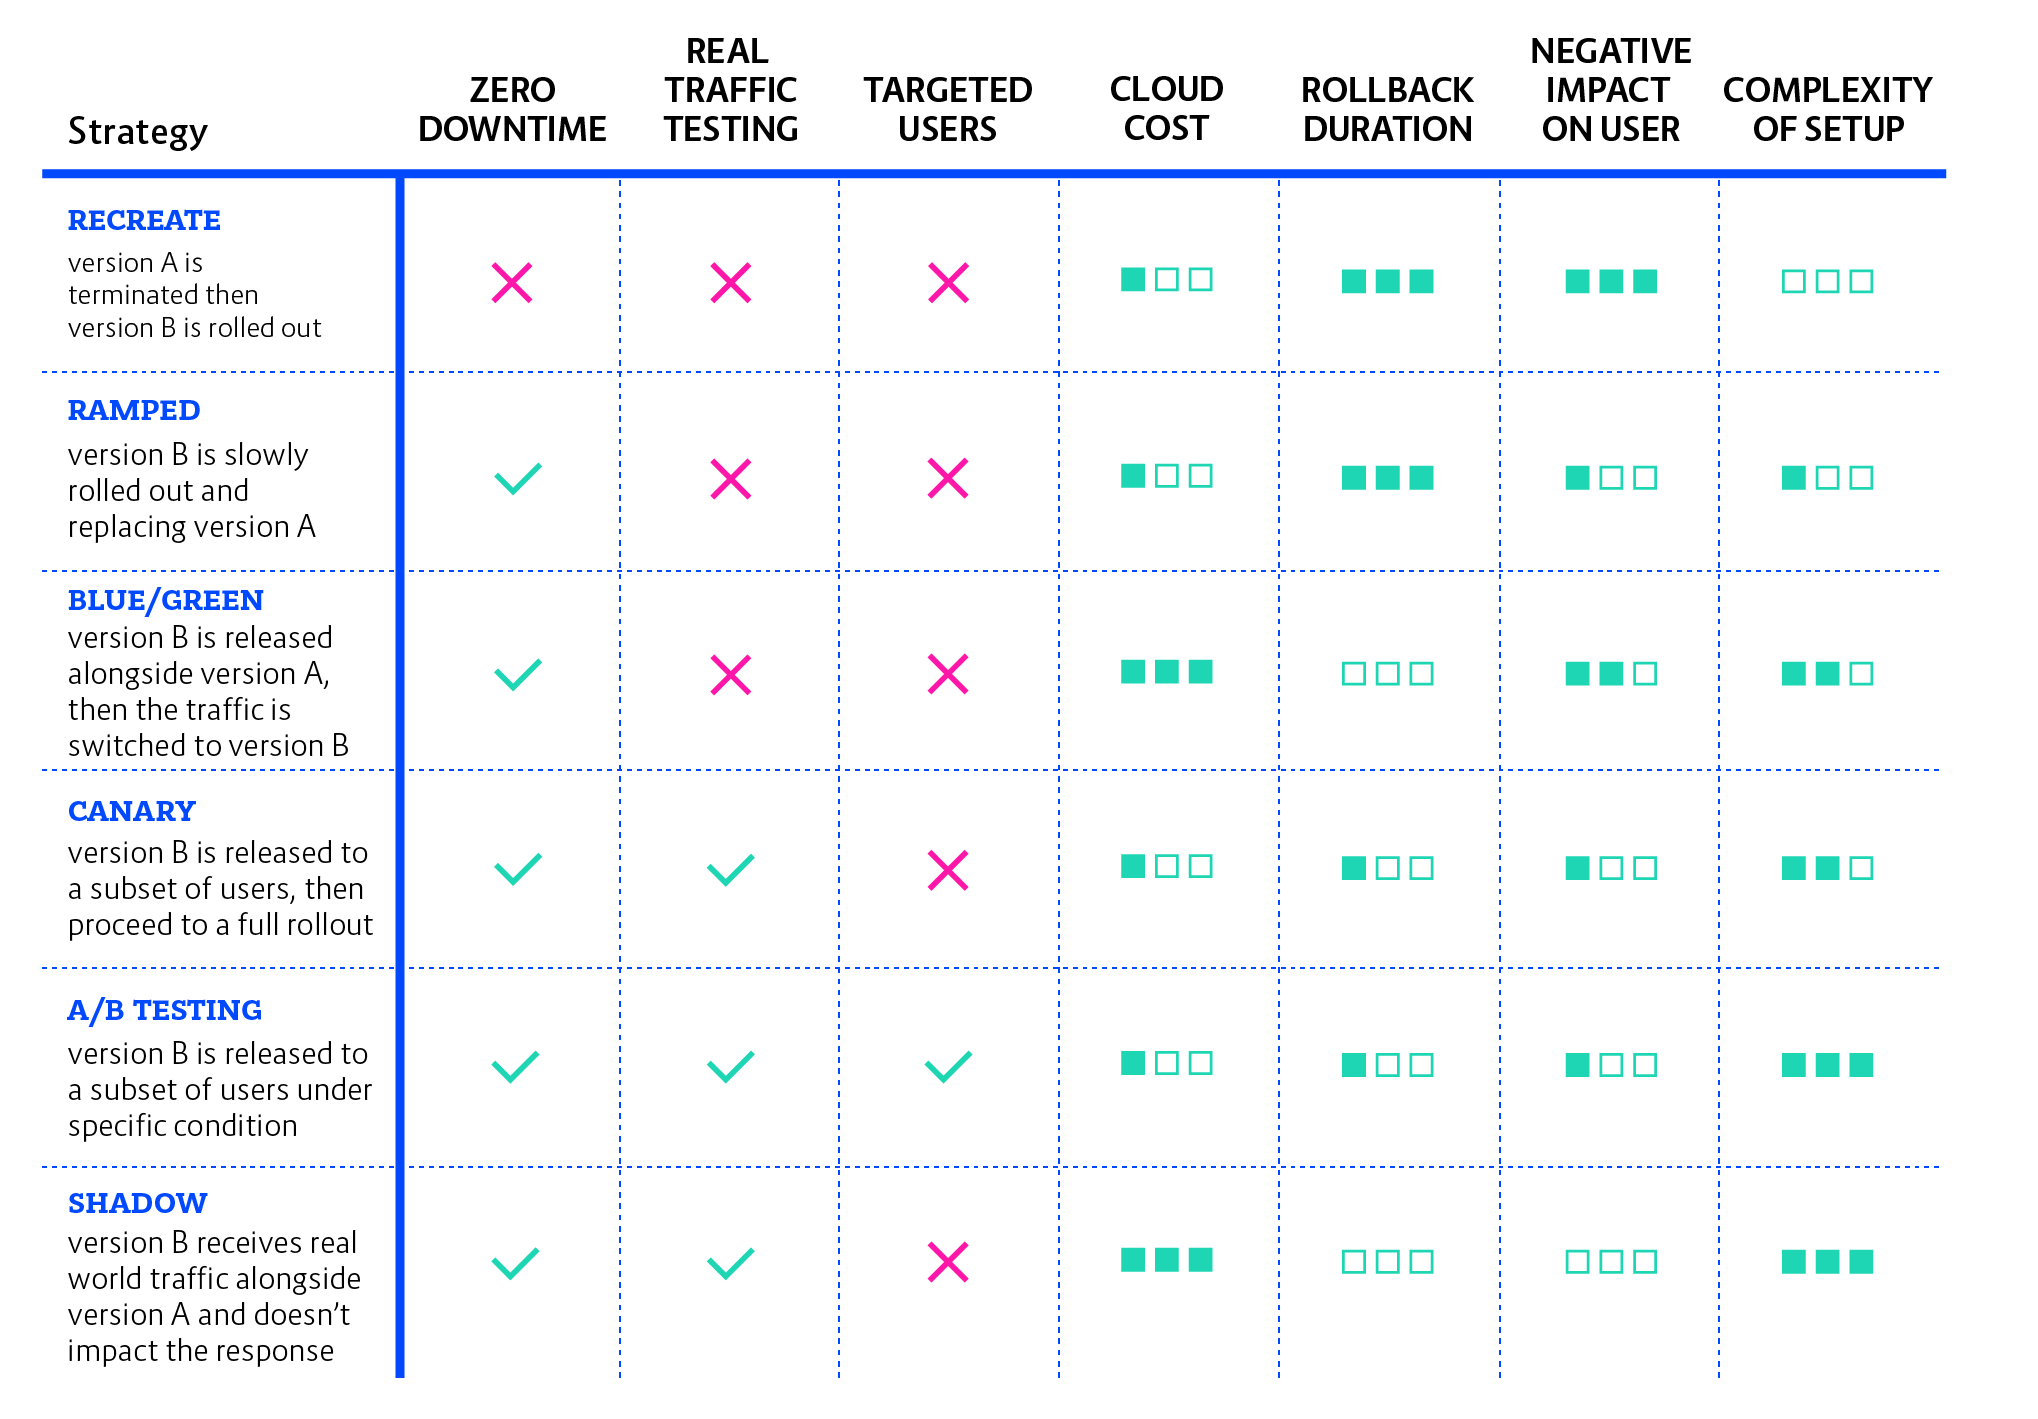 Strategy
ZERO
DOWNTIME
REAL
TRAFFIC
TESTING
TARGETED
USERS
CLOUD
COST
ROLLBACK
DURATION
NEGATIVE
IMPACT
ON USER
COMPLEXITY
OF SETUP
RECREATE
version A is
terminated then
version B is rolled out
RAMPED
version B is slowly
rolled out and
replacing version A
BLUE/GREEN
version B is released
alongside version A,
then the traffic is
switched to version B
CANARY
version B is released to
a subset of users, then
proceed to a full rollout
A/B TESTING
version B is released to
a subset of users under
specific condition
SHADOW
version B receives real
world traffic alongside
version A and doesn’t
impact the response